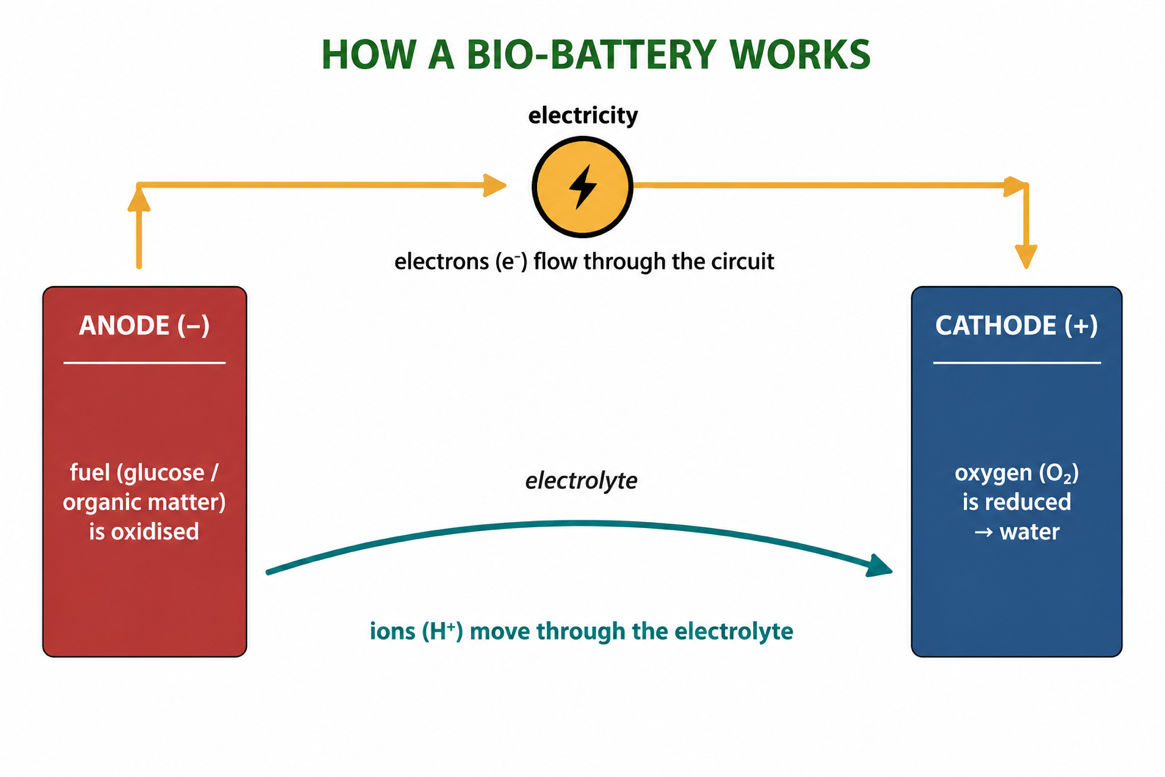 HOW A BIO-BATTERY WORKS
electricity
electrons (e⁻) flow through the circuit
ANODE (−)
fuel (glucose /
organic matter)
is oxidised
CATHODE (+)
oxygen (O₂)
is reduced
→ water
electrolyte
ions (H⁺) move through the electrolyte